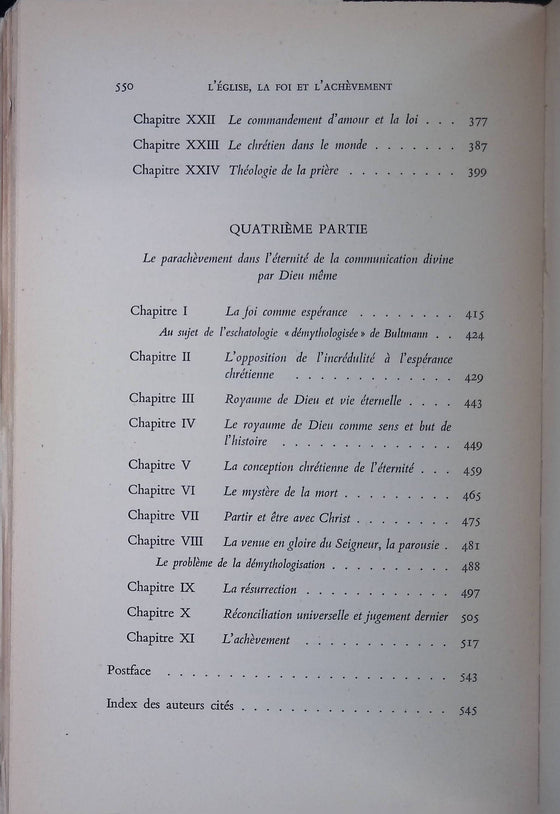 550 L'ÉGLISE, LA FOI ET L'ACHÈVEMENT
Chapitre XXII Le commandement d'amour et la loi . . . 377
Chapitre XXIII Le chrétien dans le monde . . . . . . . 387
Chapitre XXIV Théologie de la prière . . . . . . . . . 399
QUATRIÈME PARTIE
Le parachèvement dans l'éternité de la communication divine
par Dieu même
Chapitre I La foi comme espérance . . . . . . . . 415
Au sujet de l'eschatologie « démythologisée » de Bultmann . . 424
Chapitre II L'opposition de l'incrédulité à l'espérance
chrétienne . . . . . . . . . . . . . 429
Chapitre III Royaume de Dieu et vie éternelle . . . . 443
Chapitre IV Le royaume de Dieu comme sens et but de
l'histoire . . . . . . . . . . . . . . 449
Chapitre V La conception chrétienne de l'éternité . . . 459
Chapitre VI Le mystère de la mort . . . . . . . . . 465
Chapitre VII Partir et être avec Christ . . . . . . . . 475
Chapitre VIII La venue en gloire du Seigneur, la parousie . 481
Le problème de la démythologisation . . . . . . . . . . 488
Chapitre IX La résurrection . . . . . . . . . . . . 497
Chapitre X Réconciliation universelle et jugement dernier 505
Chapitre XI L'achèvement . . . . . . . . . . . . 517
Postface . . . . . . . . . . . . . . . . . . . . . . . 543
Index des auteurs cités . . . . . . . . . . . . . . . . . 545